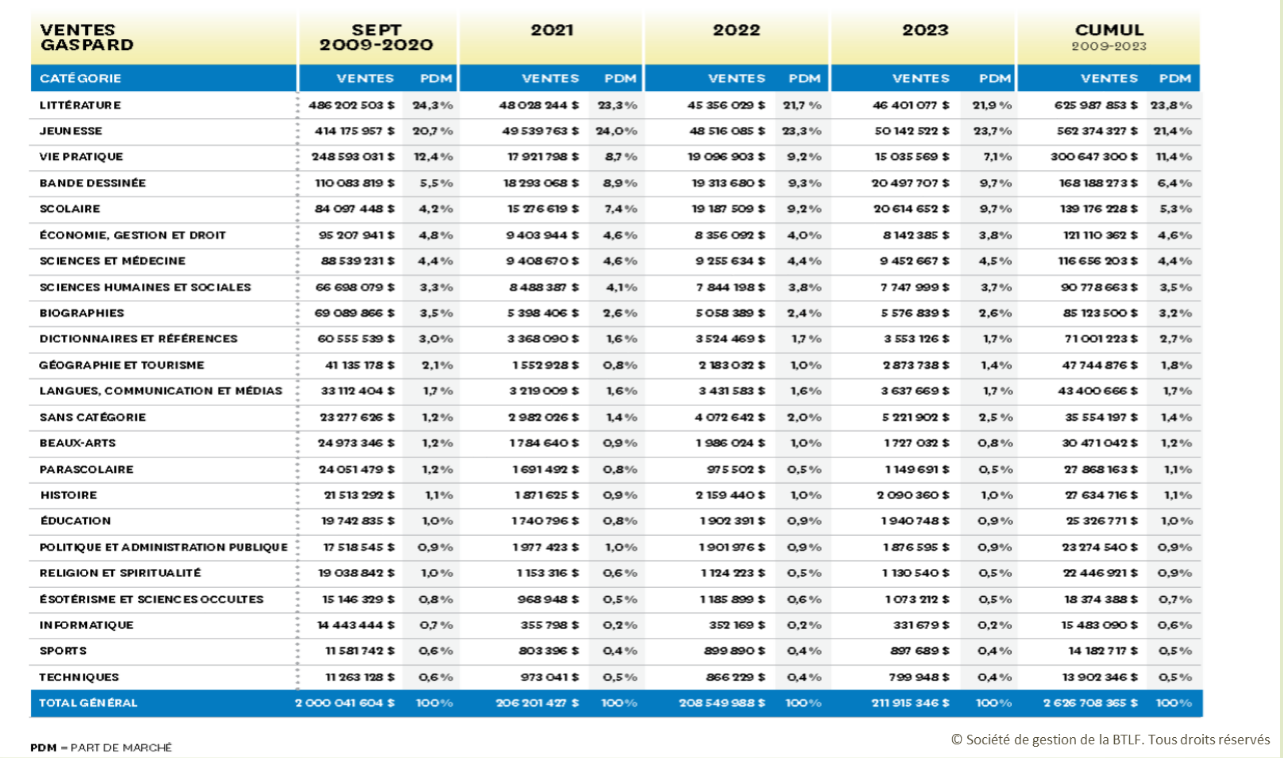 VENTES GASPARD SEPT 2009-2020 2021 2022 2023 CUMUL 2009-2023
CATÉGORIE VENTES PDM VENTES PDM VENTES PDM VENTES PDM VENTES PDM
LITTÉRATURE 486 202 503 $ 24,3% 48 028 244 $ 23,3% 45 356 029 $ 21,7 % 46 401 077 $ 21,9 % 625 987 853 $ 23,8%
JEUNESSE 414 175 957 $ 20,7% 49 539 763 $ 24,0% 48 516 085 $ 23,3% 50 142 522 $ 23,7% 562 374 327 $ 21,4%
VIE PRATIQUE 248 593 031 $ 12,4% 17 921 798 $ 8,7% 19 096 903 $ 9,2% 15 035 569 $ 7,1% 300 647 300 $ 11,4%
BANDE DESSINÉE 110 083 819 $ 5,5% 18 293 068 $ 8,9% 19 313 680 $ 9,3% 20 497 707 $ 9,7% 168 188 273 $ 6,4%
SCOLAIRE 84 097 448 $ 4,2% 15 276 619 $ 7,4% 19 187 509 $ 9,2% 20 614 652 $ 9,7% 139 176 228 $ 5,3%
ÉCONOMIE, GESTION ET DROIT 95 207 941 $ 4,8% 9 403 944 $ 4,6% 8 356 092 $ 4,0% 8 142 385 $ 3,8% 121 110 362 $ 4,6%
SCIENCES ET MÉDECINE 88 539 231 $ 4,4% 9 408 670 $ 4,6% 9 255 634 $ 4,4% 9 452 667 $ 4,5% 116 656 203 $ 4,4%
SCIENCES HUMAINES ET SOCIALES 66 698 079 $ 3,3% 8 488 387 $ 4,1% 7 844 198 $ 3,8% 7 747 999 $ 3,7% 90 778 663 $ 3,5%
BIOGRAPHIES 69 089 866 $ 3,5% 5 398 406 $ 2,6% 5 058 389 $ 2,4% 5 576 839 $ 2,6% 85 123 500 $ 3,2%
DICTIONNAIRES ET RÉFÉRENCES 60 555 539 $ 3,0% 3 368 090 $ 1,6% 3 524 469 $ 1,7% 3 553 126 $ 1,7% 71 001 223 $ 2,7%
GÉOGRAPHIE ET TOURISME 41 135 178 $ 2,1% 1 552 928 $ 0,8% 2 183 032 $ 1,0% 2 873 738 $ 1,4% 47 744 876 $ 1,8%
LANGUES, COMMUNICATION ET MÉDIAS 33 112 404 $ 1,7% 3 219 009 $ 1,6% 3 431 583 $ 1,6% 3 637 669 $ 1,7% 43 400 666 $ 1,7%
SANS CATÉGORIE 23 277 626 $ 1,2% 2 982 026 $ 1,4% 4 072 642 $ 2,0% 5 221 902 $ 2,5% 35 554 197 $ 1,4%
BEAUX-ARTS 24 973 346 $ 1,2% 1 784 640 $ 0,9% 1 986 024 $ 1,0% 1 727 032 $ 0,8% 30 471 042 $ 1,2%
PARASCOLAIRE 24 051 479 $ 1,2% 1 691 492 $ 0,8% 975 502 $ 0,5% 1 149 691 $ 0,5% 27 868 163 $ 1,1%
HISTOIRE 21 513 292 $ 1,1% 1 871 625 $ 0,9% 2 159 440 $ 1,0% 2 090 360 $ 1,0% 27 634 716 $ 1,1%
ÉDUCATION 19 742 835 $ 1,0% 1 740 796 $ 0,8% 1 902 391 $ 0,9% 1 940 748 $ 0,9% 25 326 771 $ 1,0%
POLITIQUE ET ADMINISTRATION PUBLIQUE 17 518 545 $ 0,9% 1 977 423 $ 1,0% 1 901 976 $ 0,9% 1 876 595 $ 0,9% 23 274 540 $ 0,9%
RELIGION ET SPIRITUALITÉ 19 038 842 $ 1,0% 1 153 316 $ 0,6% 1 124 223 $ 0,5% 1 130 540 $ 0,5% 22 446 921 $ 0,9%
ÉSOTÉRISME ET SCIENCES OCCULTES 15 146 329 $ 0,8% 968 948 $ 0,5% 1 185 899 $ 0,6% 1 073 212 $ 0,5% 18 374 388 $ 0,7%
INFORMATIQUE 14 443 444 $ 0,7% 355 798 $ 0,2% 352 169 $ 0,2% 331 679 $ 0,2% 15 483 090 $ 0,6%
SPORTS 11 581 742 $ 0,6% 803 396 $ 0,4% 899 890 $ 0,4% 897 689 $ 0,4% 14 182 717 $ 0,5%
TECHNIQUES 11 263 128 $ 0,6% 973 041 $ 0,5% 866 229 $ 0,4% 799 948 $ 0,4% 13 902 346 $ 0,5%
TOTAL GÉNÉRAL 2 000 041 604 $ 100% 206 201 427 $ 100% 208 549 988 $ 100% 211 915 346 $ 100% 2 626 708 365 $ 100%
PDM = PART DE MARCHÉ
© Société de gestion de la BTLF. Tous droits réservés